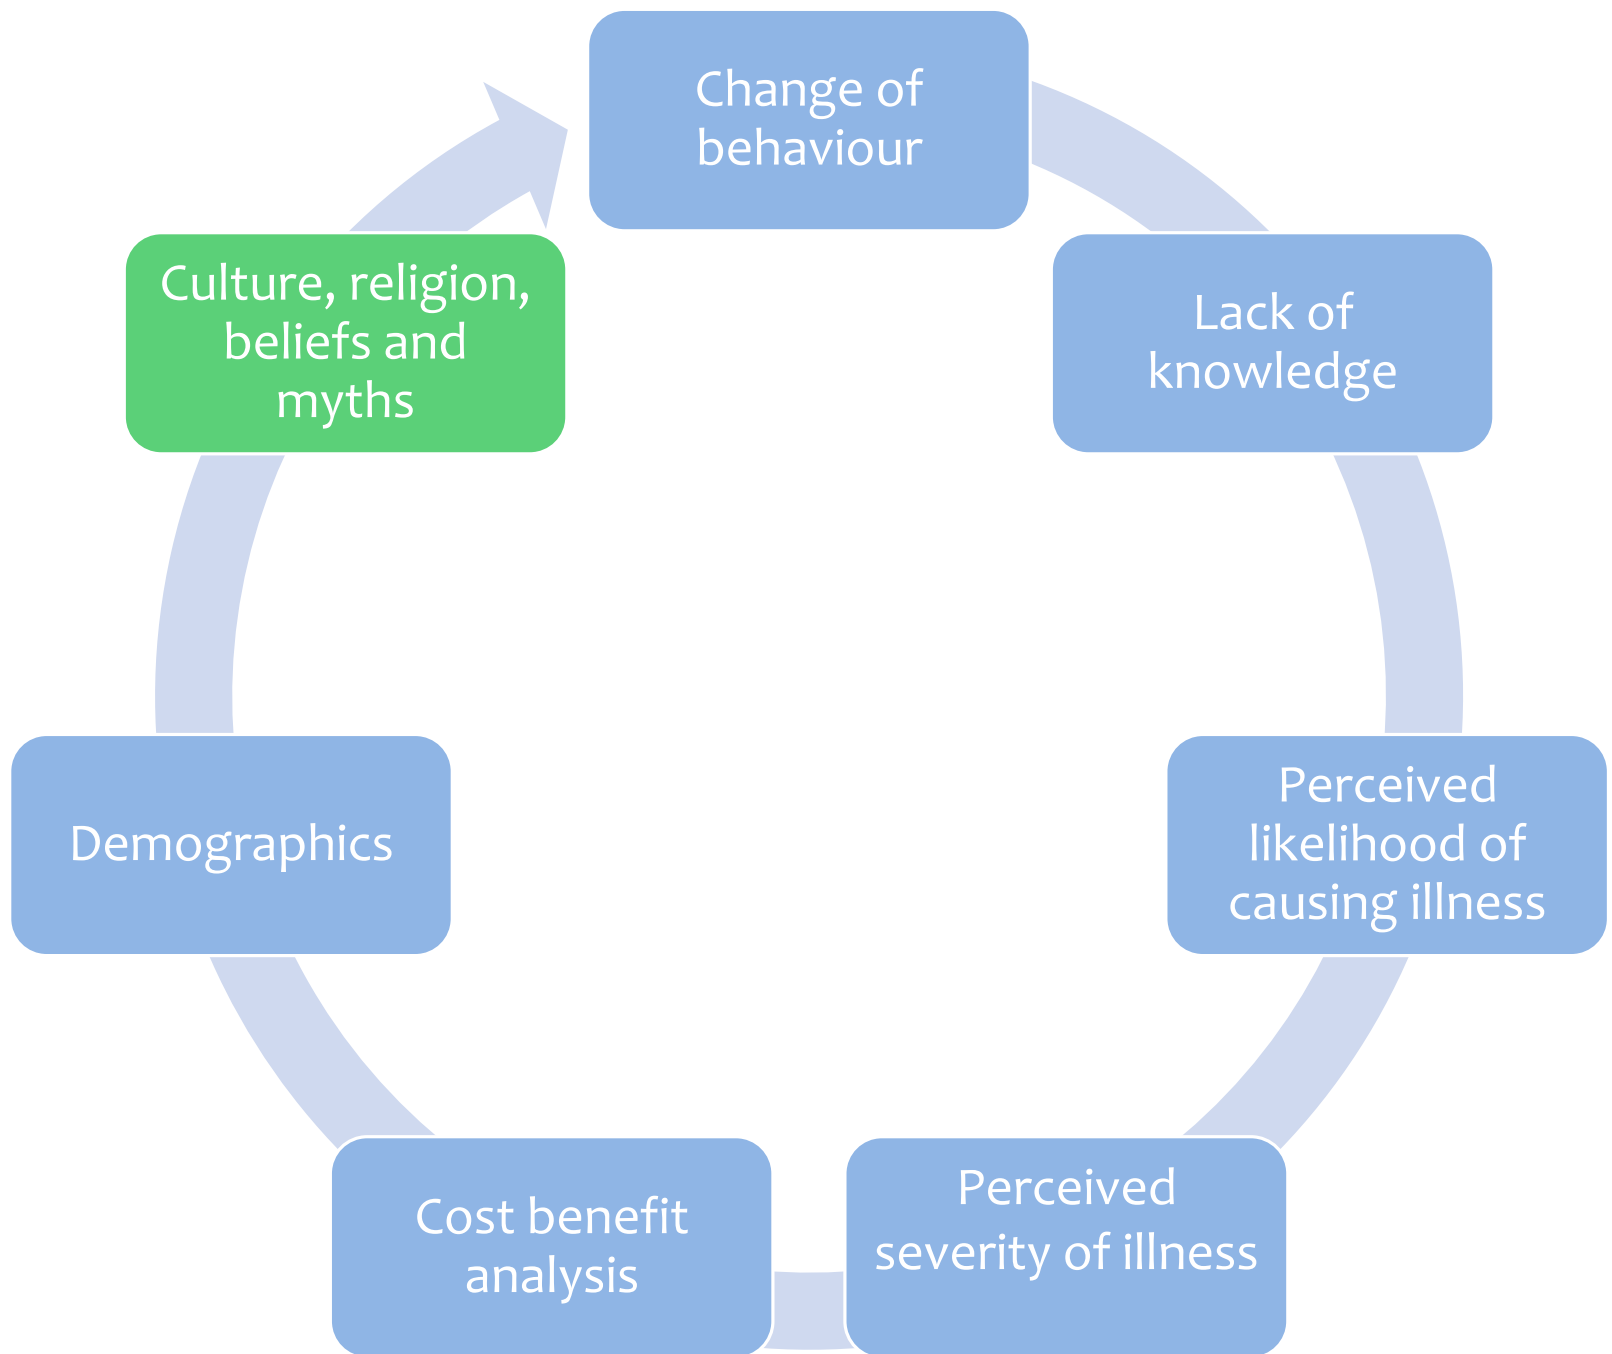 Change of
behaviour
Lack of
knowledge
Perceived
likelihood of
causing illness
Perceived
severity of illness
Cost benefit
analysis
Demographics
Culture, religion,
beliefs and
myths